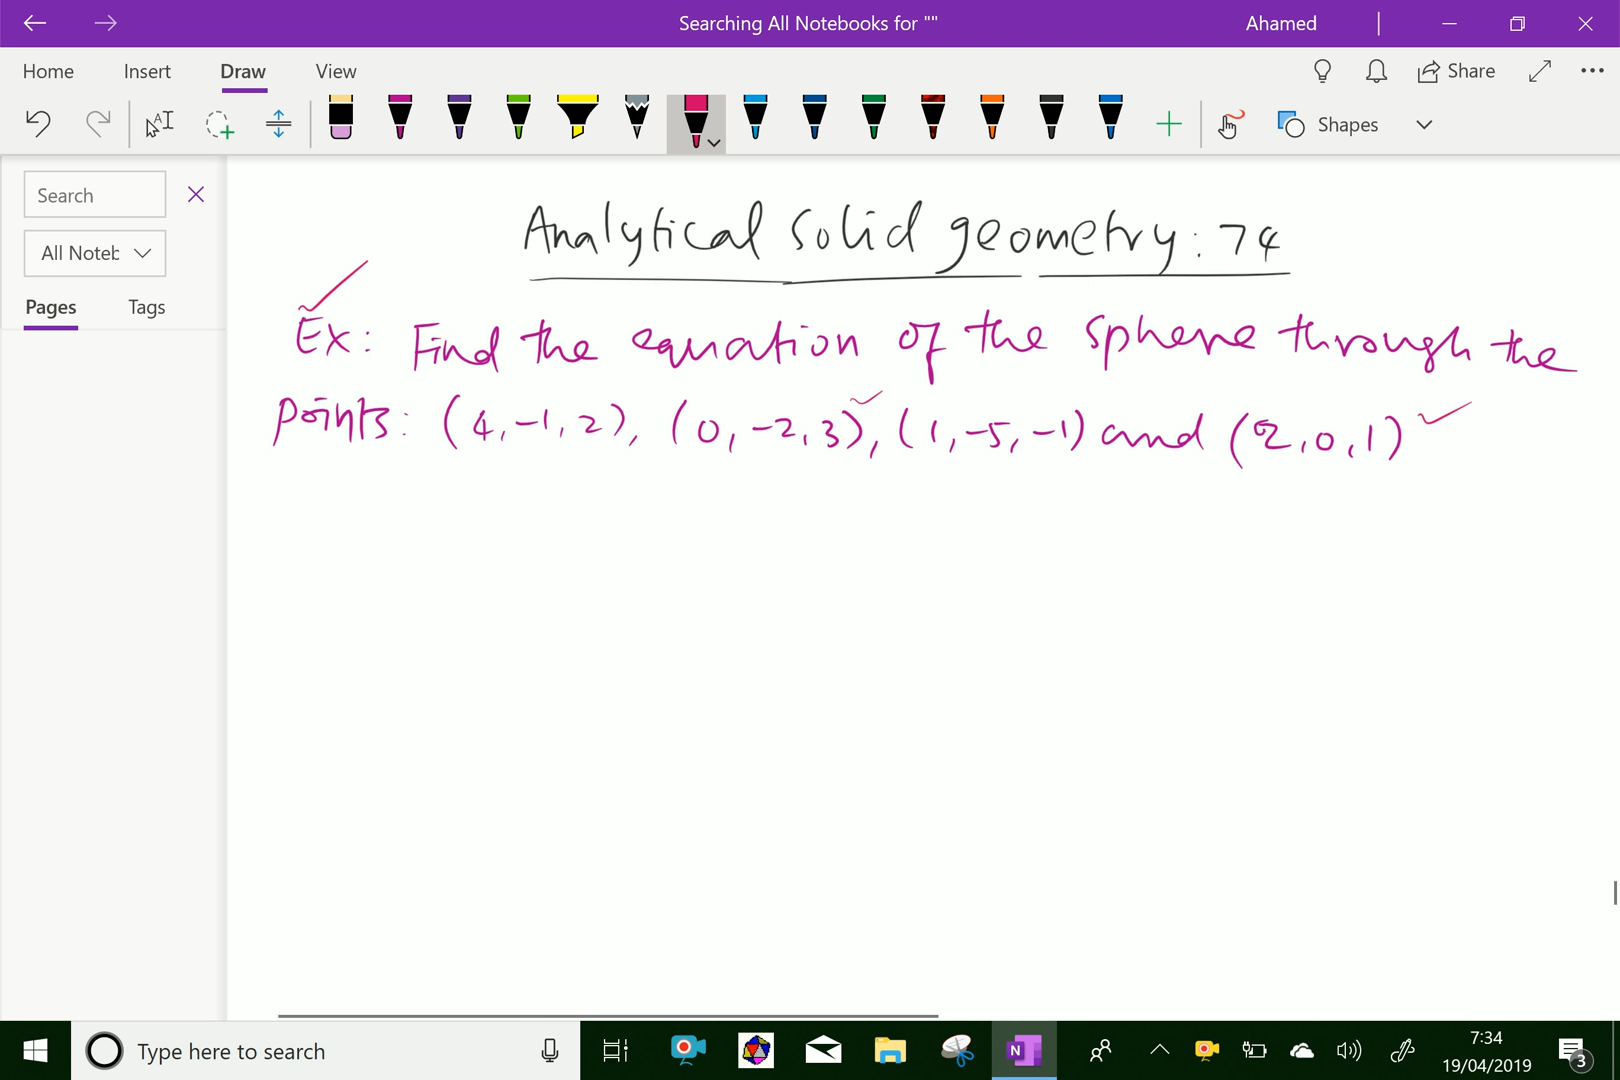 Searching All Notebooks for ""
Ahamed
Home Insert Draw View
Share
Shapes
Search
All Noteb
Pages Tags
Analytical solid geometry: 74
Ex: Find the equation of the sphere through the
points: (4, -1, 2), (0, -2, 3), (1, -5, -1) and (2, 0, 1)
Type here to search
N
7:34
19/04/2019
3